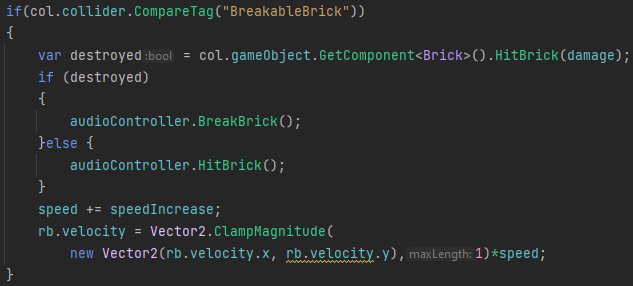 if(col.collider.CompareTag("BreakableBrick"))
{
var destroyed:bool = col.gameObject.GetComponent<Brick>().HitBrick(damage);
if (destroyed)
{
audioController.BreakBrick();
}else {
audioController.HitBrick();
}
speed += speedIncrease;
rb.velocity = Vector2.ClampMagnitude(
new Vector2(rb.velocity.x, rb.velocity.y),maxLength:1)*speed;
}